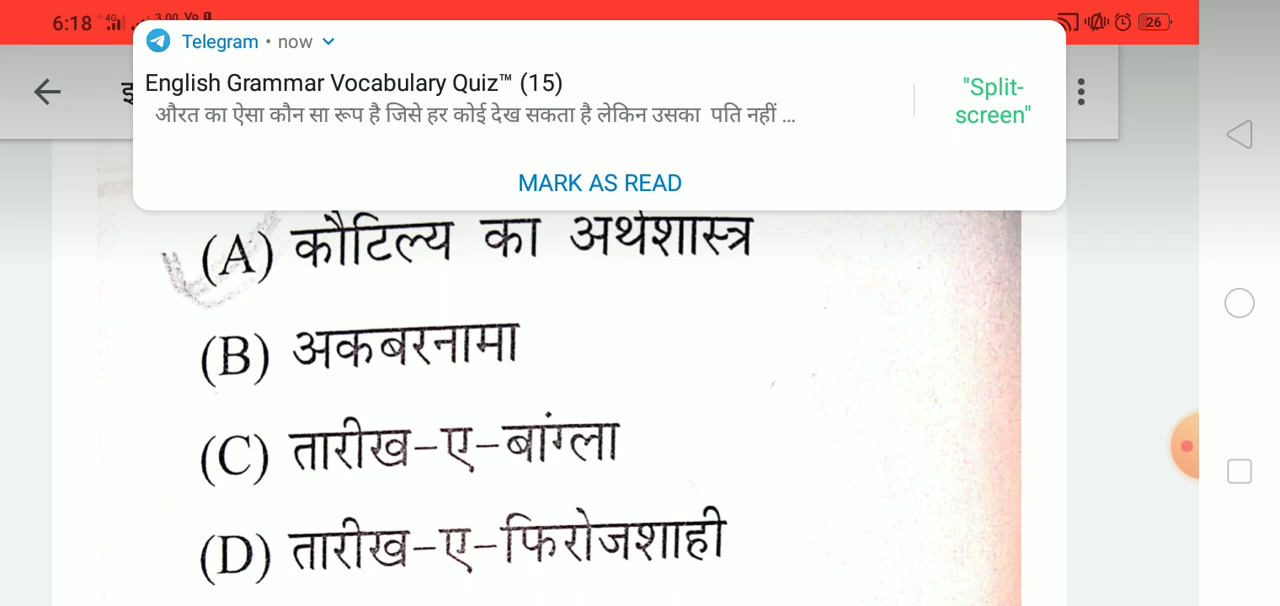 6:18 4G 26
Telegram • now
English Grammar Vocabulary Quiz™ (15)
औरत का ऐसा कौन सा रूप है जिसे हर कोई देख सकता है लेकिन उसका पति नहीं ...
"Split-
screen"
MARK AS READ
(A) कौटिल्य का अर्थशास्त्र
(B) अकबरनामा
(C) तारीख-ए-बांग्ला
(D) तारीख-ए-फिरोजशाही